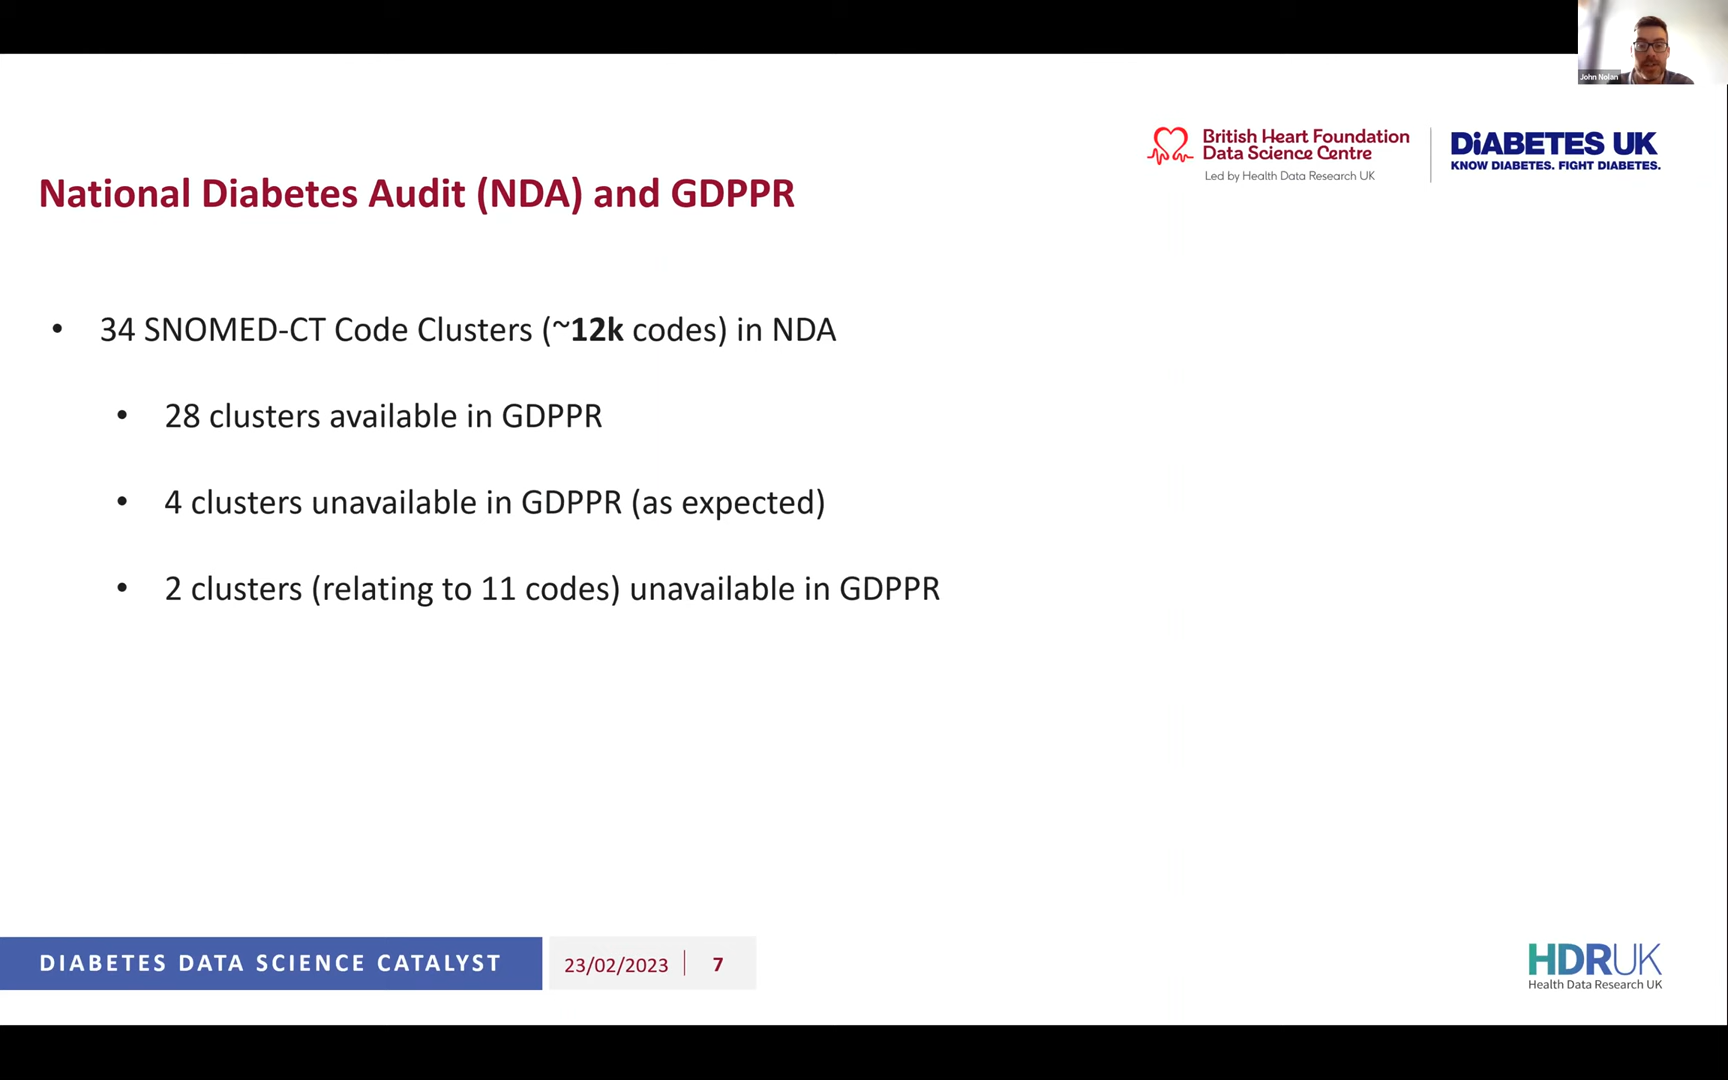 John Nolan
British Heart Foundation
Data Science Centre
Led by Health Data Research UK
DiABETES UK
KNOW DIABETES. FIGHT DIABETES.
National Diabetes Audit (NDA) and GDPPR
• 34 SNOMED-CT Code Clusters (~12k codes) in NDA
• 28 clusters available in GDPPR
• 4 clusters unavailable in GDPPR (as expected)
• 2 clusters (relating to 11 codes) unavailable in GDPPR
DIABETES DATA SCIENCE CATALYST
23/02/2023 | 7
HDRUK
Health Data Research UK